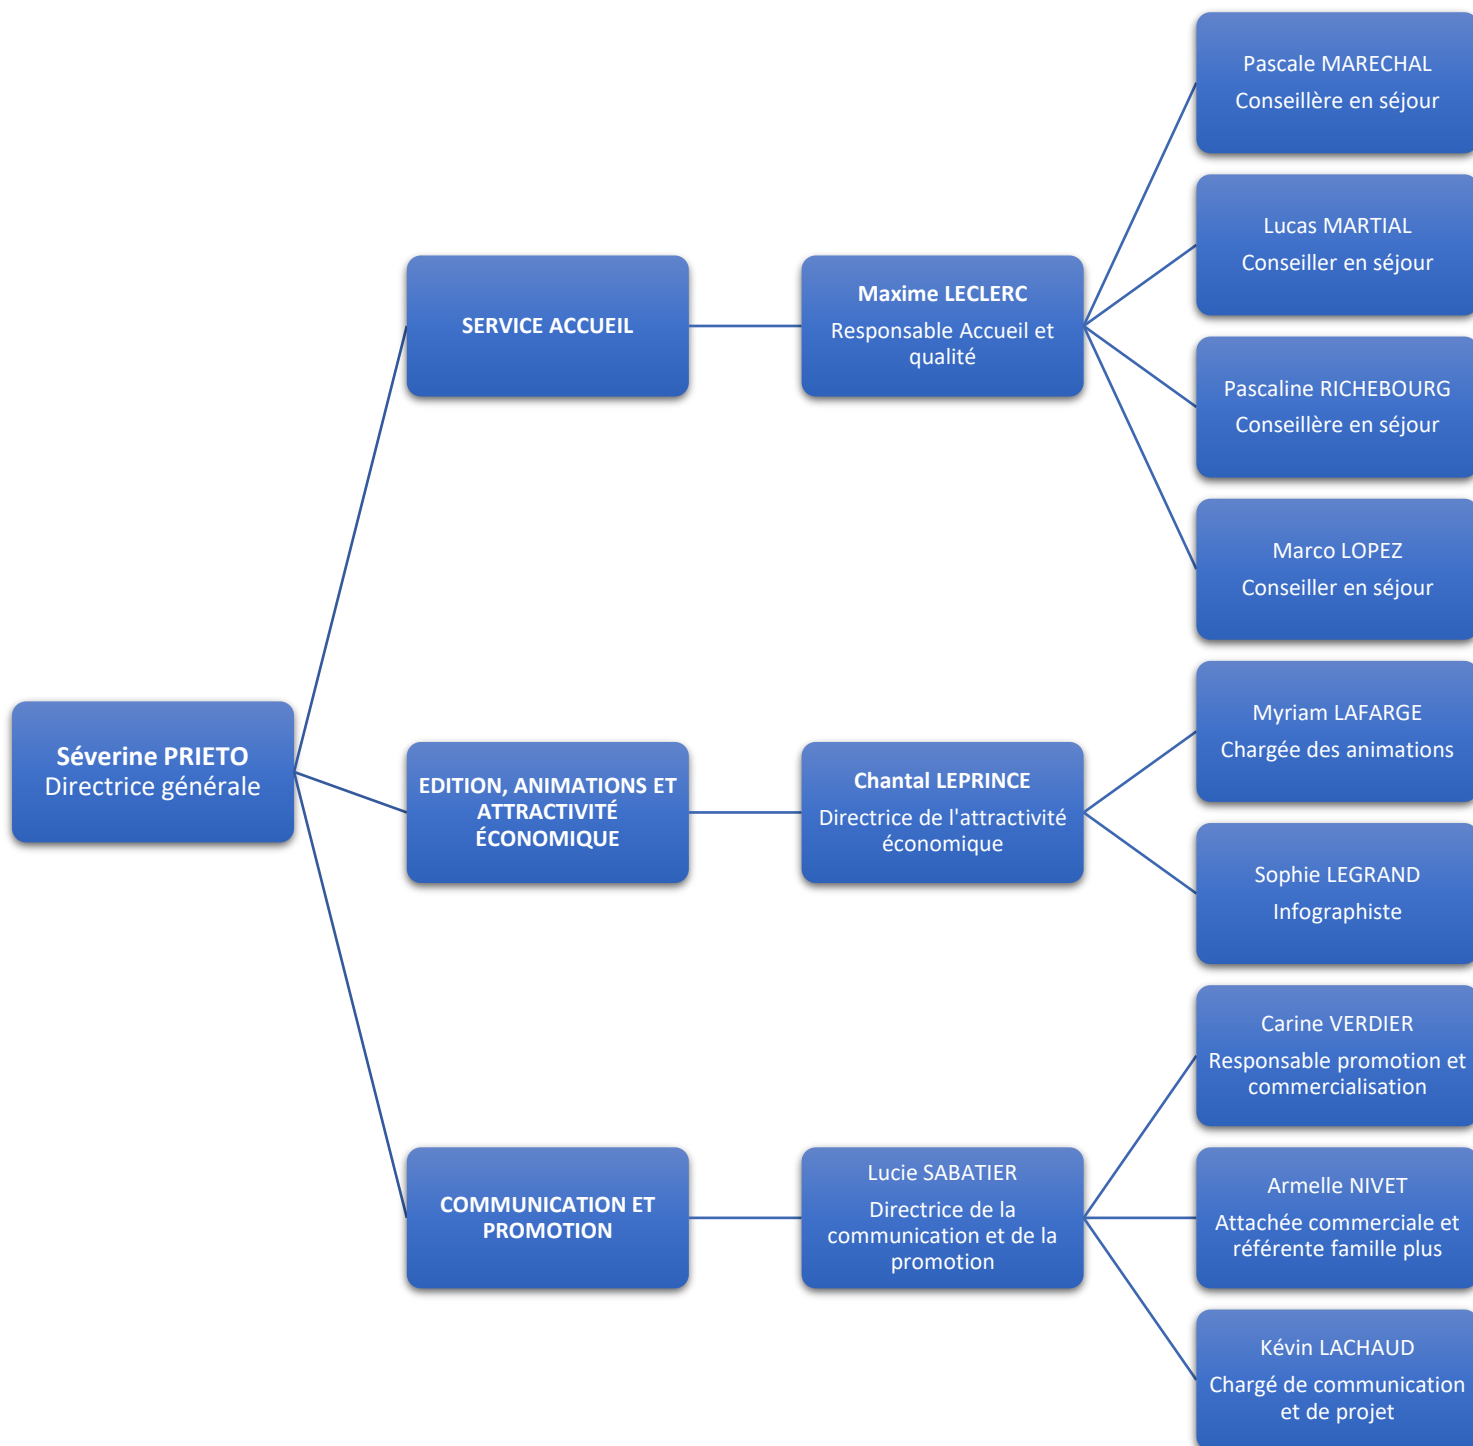 Séverine PRIETO
Directrice générale
SERVICE ACCUEIL
Maxime LECLERC
Responsable Accueil et
qualité
Pascale MARECHAL
Conseillère en séjour
Lucas MARTIAL
Conseiller en séjour
Pascaline RICHEBOURG
Conseillère en séjour
Marco LOPEZ
Conseiller en séjour
EDITION, ANIMATIONS ET
ATTRACTIVITÉ
ÉCONOMIQUE
Chantal LEPRINCE
Directrice de l'attractivité
économique
Myriam LAFARGE
Chargée des animations
Sophie LEGRAND
Infographiste
COMMUNICATION ET
PROMOTION
Lucie SABATIER
Directrice de la
communication et de la
promotion
Carine VERDIER
Responsable promotion et
commercialisation
Armelle NIVET
Attachée commerciale et
référente famille plus
Kévin LACHAUD
Chargé de communication
et de projet